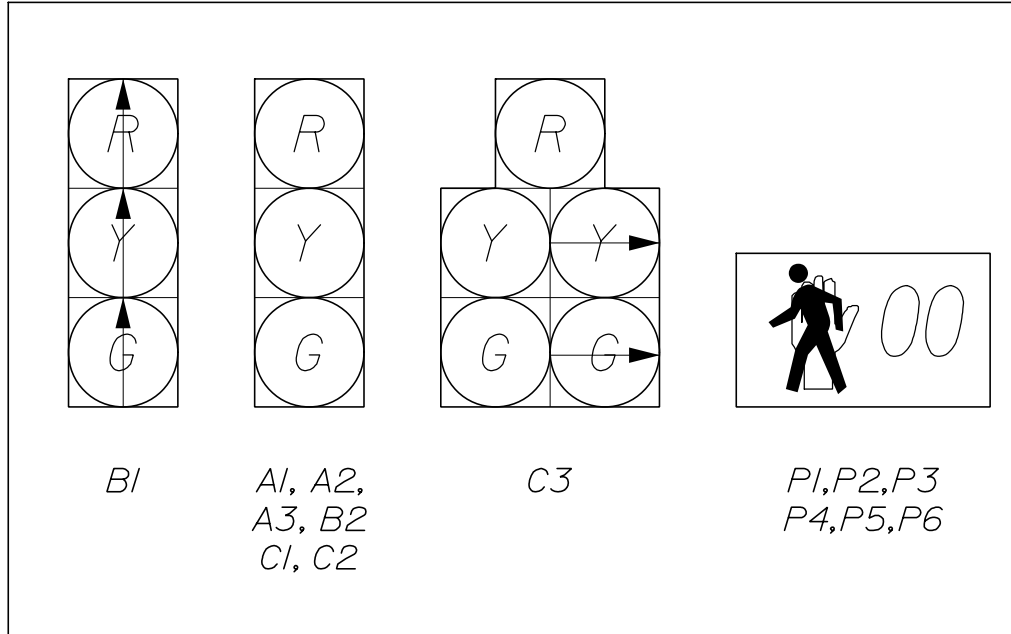 R
Y
G
R
Y
G
R
Y Y
G G
00
B1
A1, A2,
A3, B2
C1, C2
C3
P1,P2,P3
P4,P5,P6